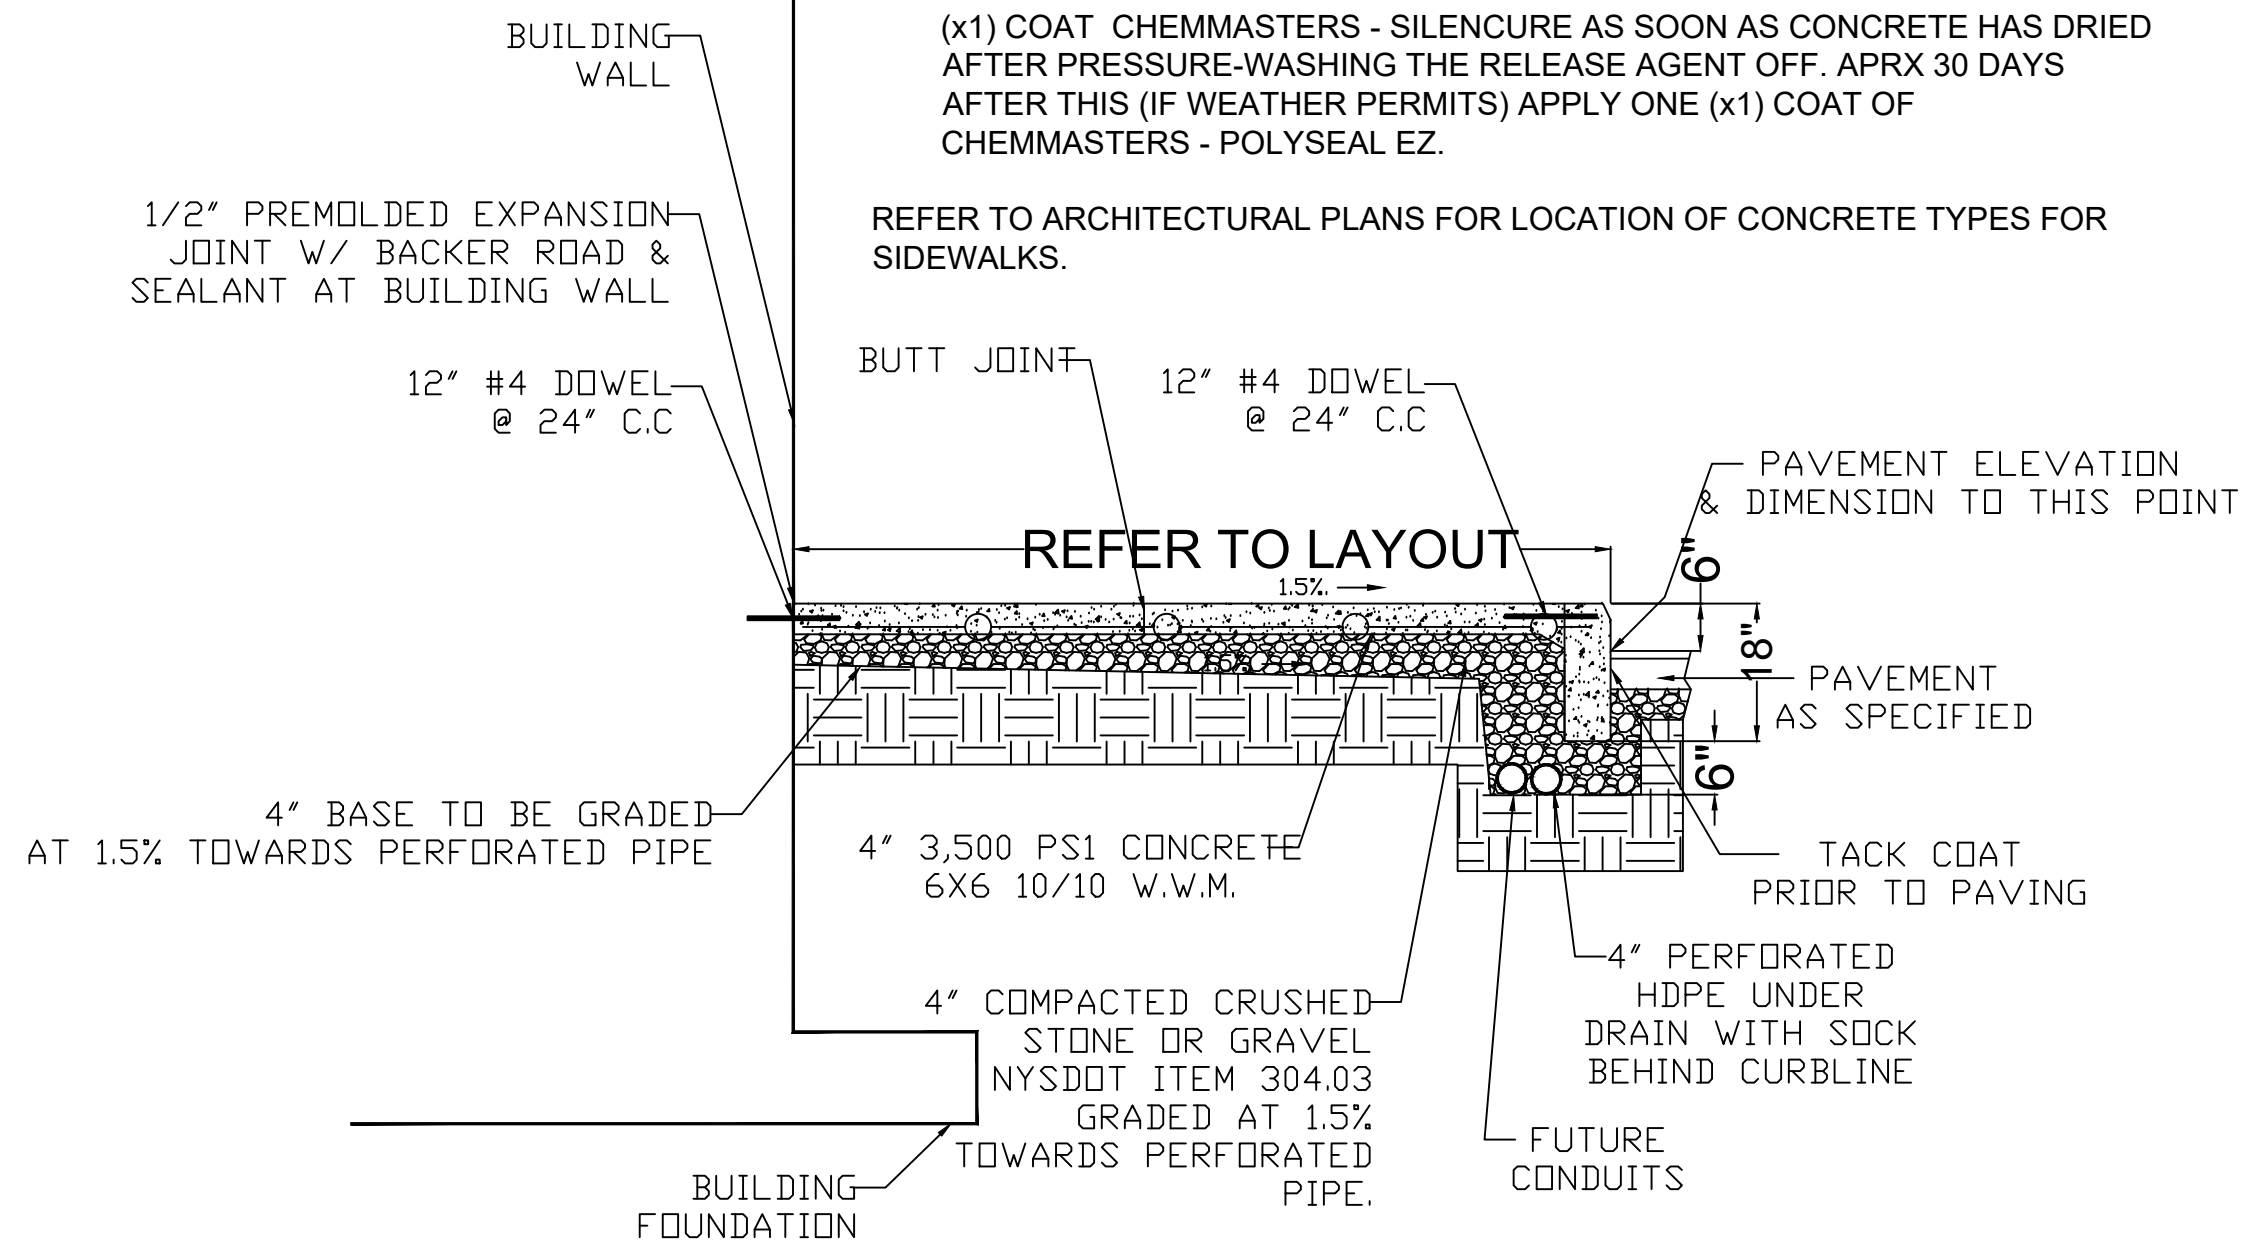 (x1) COAT CHEMMASTERS - SILENCURE AS SOON AS CONCRETE HAS DRIED
AFTER PRESSURE-WASHING THE RELEASE AGENT OFF. APRX 30 DAYS
AFTER THIS (IF WEATHER PERMITS) APPLY ONE (x1) COAT OF
CHEMMASTERS - POLYSEAL EZ.
REFER TO ARCHITECTURAL PLANS FOR LOCATION OF CONCRETE TYPES FOR
SIDEWALKS.
BUILDING
WALL
1/2" PREMOLDED EXPANSION
JOINT W/ BACKER ROAD &
SEALANT AT BUILDING WALL
12" #4 DOWEL
@ 24" C.C
BUTT JOINT
12" #4 DOWEL
@ 24" C.C
PAVEMENT ELEVATION
& DIMENSION TO THIS POINT
REFER TO LAYOUT
1.5%.
6"
18"
6"
PAVEMENT
AS SPECIFIED
4" BASE TO BE GRADED
AT 1.5% TOWARDS PERFORATED PIPE
4" 3,500 PS1 CONCRETE
6X6 10/10 W.W.M.
TACK COAT
PRIOR TO PAVING
4" PERFORATED
HDPE UNDER
DRAIN WITH SOCK
BEHIND CURBLINE
4" COMPACTED CRUSHED
STONE OR GRAVEL
NYSDOT ITEM 304.03
GRADED AT 1.5%
TOWARDS PERFORATED
PIPE.
FUTURE
CONDUITS
BUILDING
FOUNDATION